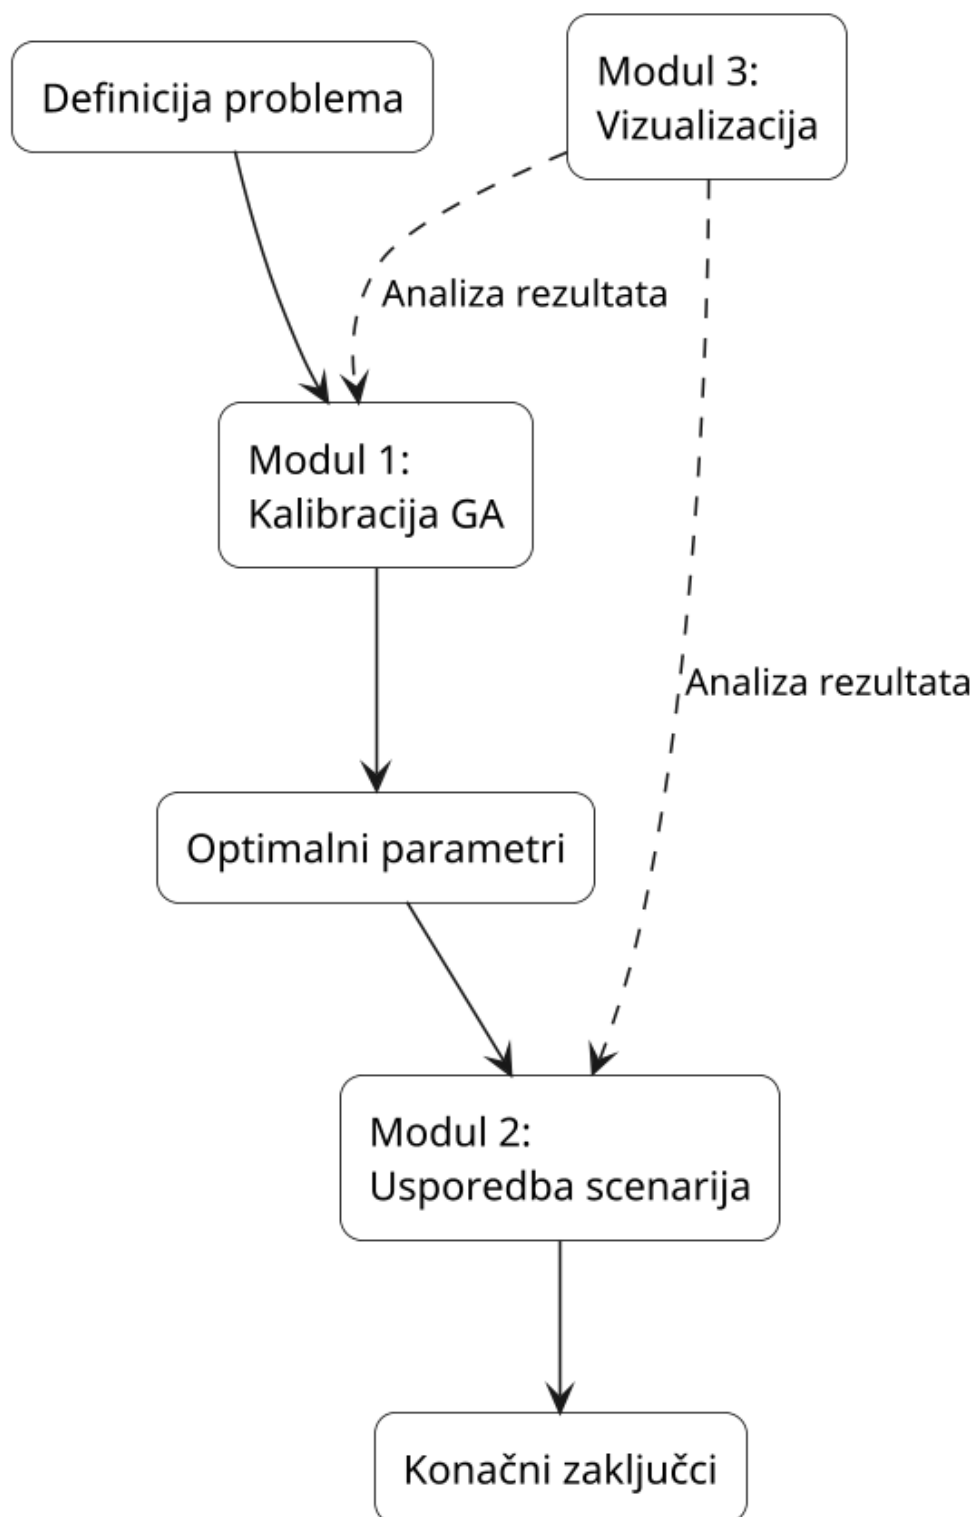 Definicija problema
Modul 3:
Vizualizacija
Analiza rezultata
Modul 1:
Kalibracija GA
Analiza rezultata
Optimalni parametri
Modul 2:
Usporedba scenarija
Konačni zaključci